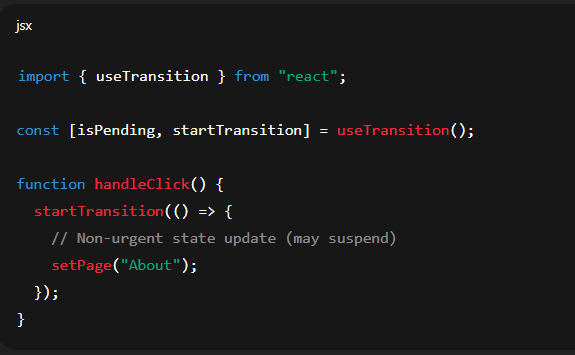 jsx
import { useTransition } from "react";
const [isPending, startTransition] = useTransition();
function handleClick() {
  startTransition(() => {
    // Non-urgent state update (may suspend)
    setPage("About");
  });
}